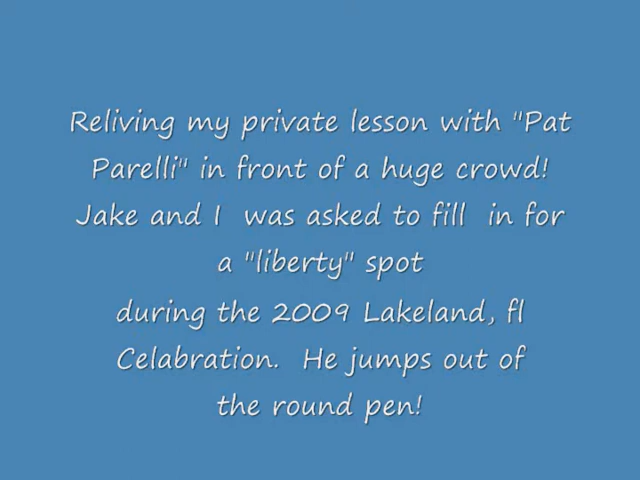 Reliving my private lesson with "Pat
Parelli" in front of a huge crowd!
Jake and I  was asked to fill  in for
a "liberty" spot
during the 2009 Lakeland, fl
Celabration.  He jumps out of
the round pen!